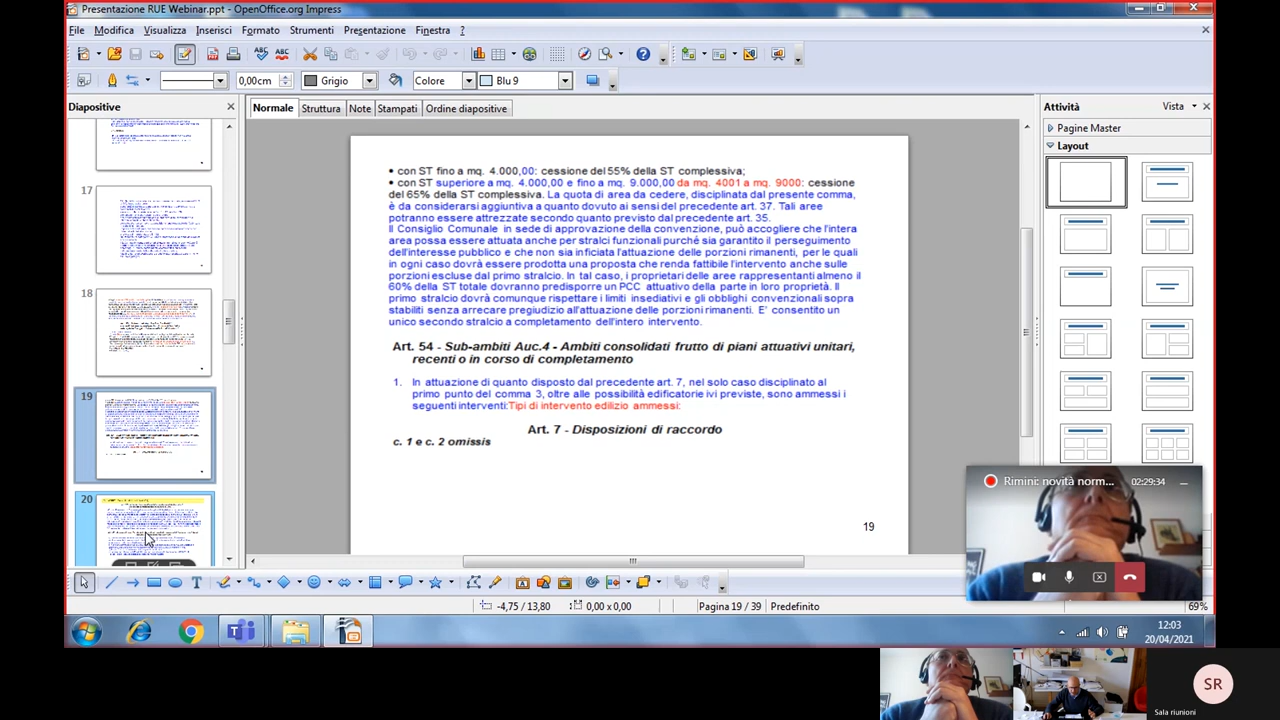 Presentazione RUE Webinar.ppt - OpenOffice.org Impress
File Modifica Visualizza Inserisci Formato Strumenti Presentazione Finestra ?
0,00cm Grigio Colore Blu 9
Diapositive
Normale Struttura Note Stampati Ordine diapositive
Attività Vista
Pagine Master
Layout
17
18
19
20
• con ST fino a mq. 4.000,00: cessione del 55% della ST complessiva;
• con ST superiore a mq. 4.000,00 e fino a mq. 9.000,00 da mq. 4001 a mq. 9000: cessione
del 65% della ST complessiva. La quota di area da cedere, disciplinata dal presente comma,
è da considerarsi aggiuntiva a quanto dovuto ai sensi del precedente art. 37. Tali aree
potranno essere attrezzate secondo quanto previsto dal precedente art. 35.
Il Consiglio Comunale in sede di approvazione della convenzione, può accogliere che l'intera
area possa essere attuata anche per stralci funzionali purché sia garantito il perseguimento
dell'interesse pubblico e che non sia inficiata l'attuazione delle porzioni rimanenti, per le quali
in ogni caso dovrà essere prodotta una proposta che renda fattibile l'intervento anche sulle
porzioni escluse dal primo stralcio. In tal caso, i proprietari delle aree rappresentanti almeno il
60% della ST totale dovranno predisporre un PCC attuativo della parte in loro proprietà. Il
primo stralcio dovrà comunque rispettare i limiti insediativi e gli obblighi convenzionali sopra
stabiliti senza arrecare pregiudizio all'attuazione delle porzioni rimanenti. E' consentito un
unico secondo stralcio a completamento dell'intero intervento.
Art. 54 - Sub-ambiti Auc.4 - Ambiti consolidati frutto di piani attuativi unitari,
recenti o in corso di completamento
1. In attuazione di quanto disposto dal precedente art. 7, nel solo caso disciplinato al
primo punto del comma 3, oltre alle possibilità edificatorie ivi previste, sono ammessi i
seguenti interventi:Tipi di intervento edilizio ammessi:
Art. 7 - Disposizioni di raccordo
c. 1 e c. 2 omissis
19
Rimini: novità norm... 02:29:34
-4,75 / 13,80 0,00 x 0,00 Pagina 19 / 39 Predefinito 69%
12:03
20/04/2021
SR
Sala riunioni